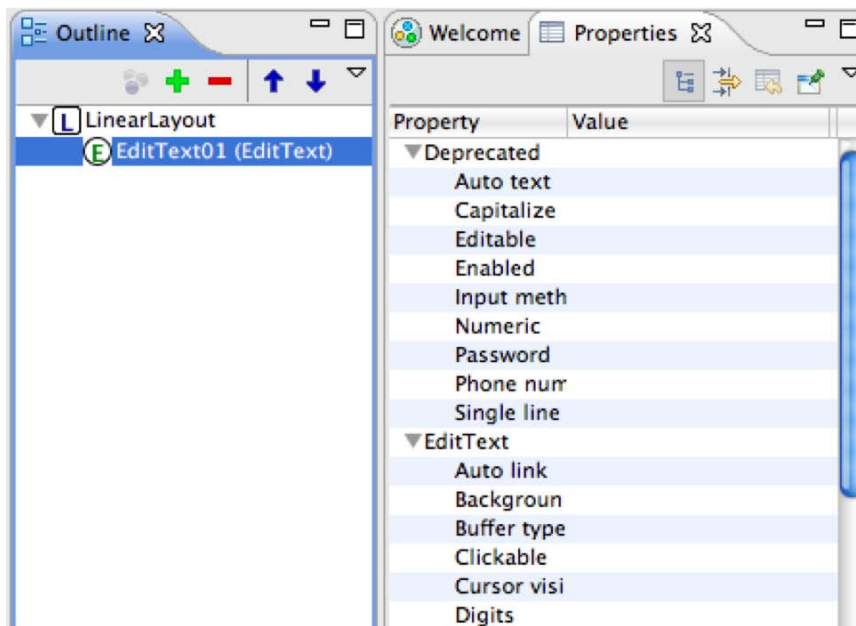 Outline
LinearLayout
EditText01 (EditText)
Welcome
Properties
Property Value
Deprecated
Auto text
Capitalize
Editable
Enabled
Input meth
Numeric
Password
Phone num
Single line
EditText
Auto link
Backgroun
Buffer type
Clickable
Cursor visi
Digits